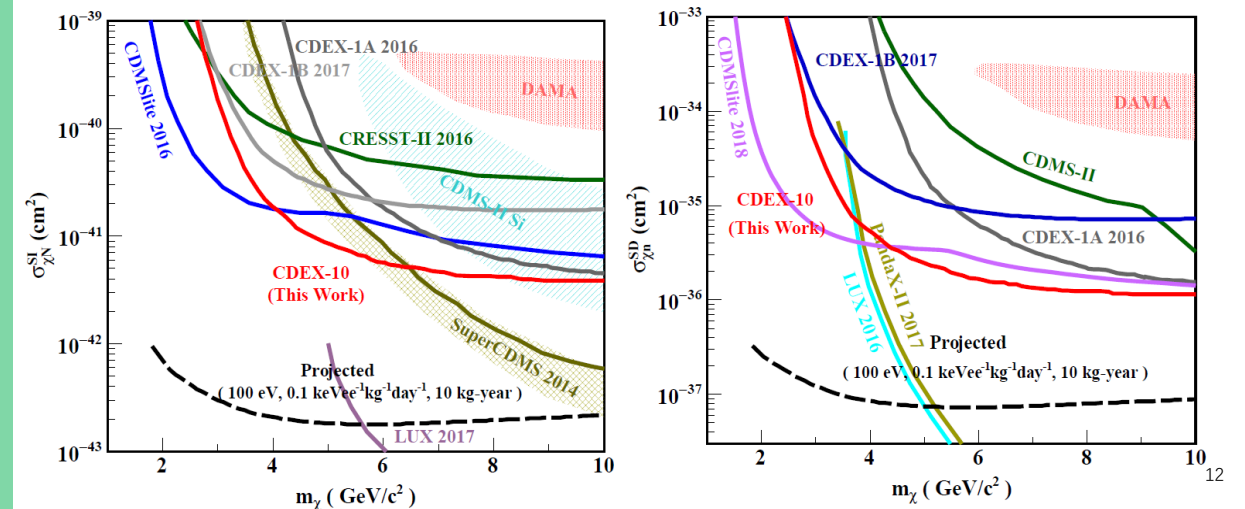 10⁻³⁹
10⁻⁴⁰
10⁻⁴¹
10⁻⁴²
10⁻⁴³
σ_χN^SI (cm²)
CDMSlite 2016
CDEX-1A 2016
CDEX-1B 2017
DAMA
CRESST-II 2016
CDMS-II Si
CDEX-10
(This Work)
SuperCDMS 2014
Projected
( 100 eV, 0.1 keVee⁻¹kg⁻¹day⁻¹, 10 kg-year )
LUX 2017
2 4 6 8 10
m_χ ( GeV/c² )
10⁻³³
10⁻³⁴
10⁻³⁵
10⁻³⁶
10⁻³⁷
σ_χn^SD (cm²)
CDMSlite 2018
CDEX-1B 2017
DAMA
CDMS-II
CDEX-10
(This Work)
CDEX-1A 2016
PandaX-II 2017
LUX 2016
Projected
( 100 eV, 0.1 keVee⁻¹kg⁻¹day⁻¹, 10 kg-year )
2 4 6 8 10
m_χ ( GeV/c² )
12